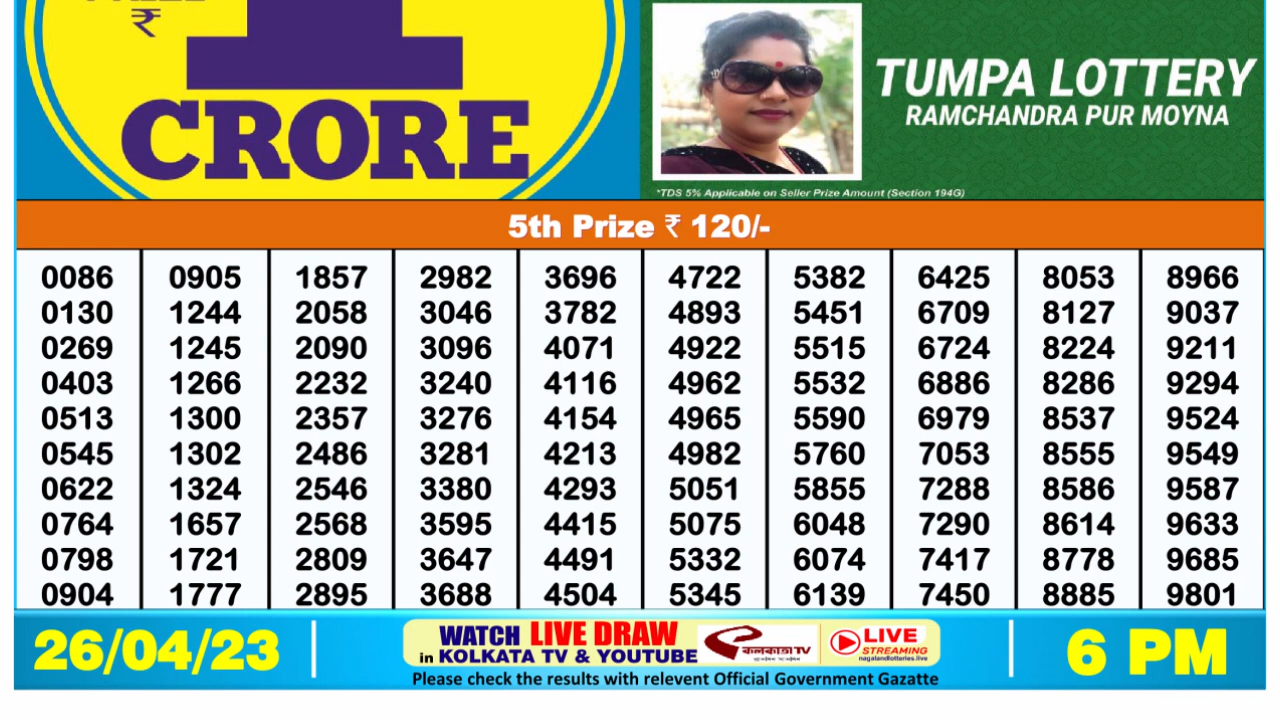 ₹
1
CRORE
TUMPA LOTTERY
RAMCHANDRA PUR MOYNA
*TDS 5% Applicable on Seller Prize Amount (Section 194G)
5th Prize ₹ 120/-
0086 0905 1857 2982 3696 4722 5382 6425 8053 8966
0130 1244 2058 3046 3782 4893 5451 6709 8127 9037
0269 1245 2090 3096 4071 4922 5515 6724 8224 9211
0403 1266 2232 3240 4116 4962 5532 6886 8286 9294
0513 1300 2357 3276 4154 4965 5590 6979 8537 9524
0545 1302 2486 3281 4213 4982 5760 7053 8555 9549
0622 1324 2546 3380 4293 5051 5855 7288 8586 9587
0764 1657 2568 3595 4415 5075 6048 7290 8614 9633
0798 1721 2809 3647 4491 5332 6074 7417 8778 9685
0904 1777 2895 3688 4504 5345 6139 7450 8885 9801
26/04/23
WATCH LIVE DRAW
in KOLKATA TV & YOUTUBE
কলকাতা TV
LIVE
STREAMING
nagalandlotteries.live
Please check the results with relevent Official Government Gazatte
6 PM